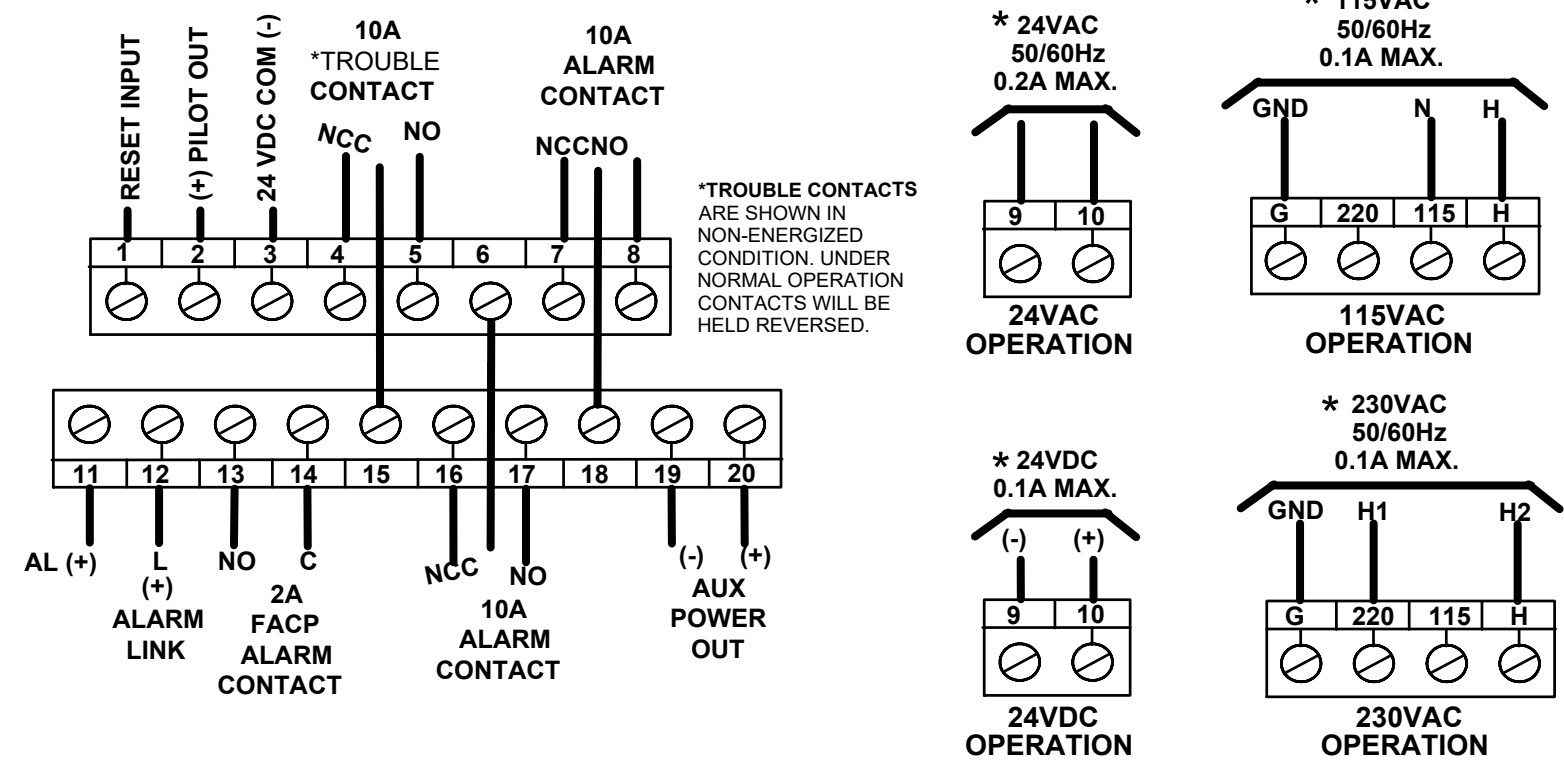 RESET INPUT
(+) PILOT OUT
24 VDC COM (-)
10A
*TROUBLE
CONTACT
NCC
NO
10A
ALARM
CONTACT
NCCNO
1 2 3 4 5 6 7 8
*TROUBLE CONTACTS
ARE SHOWN IN
NON-ENERGIZED
CONDITION. UNDER
NORMAL OPERATION
CONTACTS WILL BE
HELD REVERSED.
11 12 13 14 15 16 17 18 19 20
AL (+)
L
(+)
ALARM
LINK
NO
C
2A
FACP
ALARM
CONTACT
NCC
NO
10A
ALARM
CONTACT
(-)
(+)
AUX
POWER
OUT
* 24VAC
50/60Hz
0.2A MAX.
9 10
24VAC
OPERATION
* 115VAC
50/60Hz
0.1A MAX.
GND N H
G 220 115 H
115VAC
OPERATION
* 24VDC
0.1A MAX.
(-) (+)
9 10
24VDC
OPERATION
* 230VAC
50/60Hz
0.1A MAX.
GND H1 H2
G 220 115 H
230VAC
OPERATION